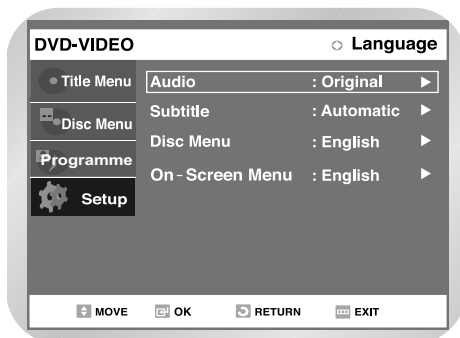 DVD-VIDEO Language
Title Menu
Disc Menu
Programme
Setup
Audio : Original
Subtitle : Automatic
Disc Menu : English
On-Screen Menu : English
MOVE OK RETURN EXIT